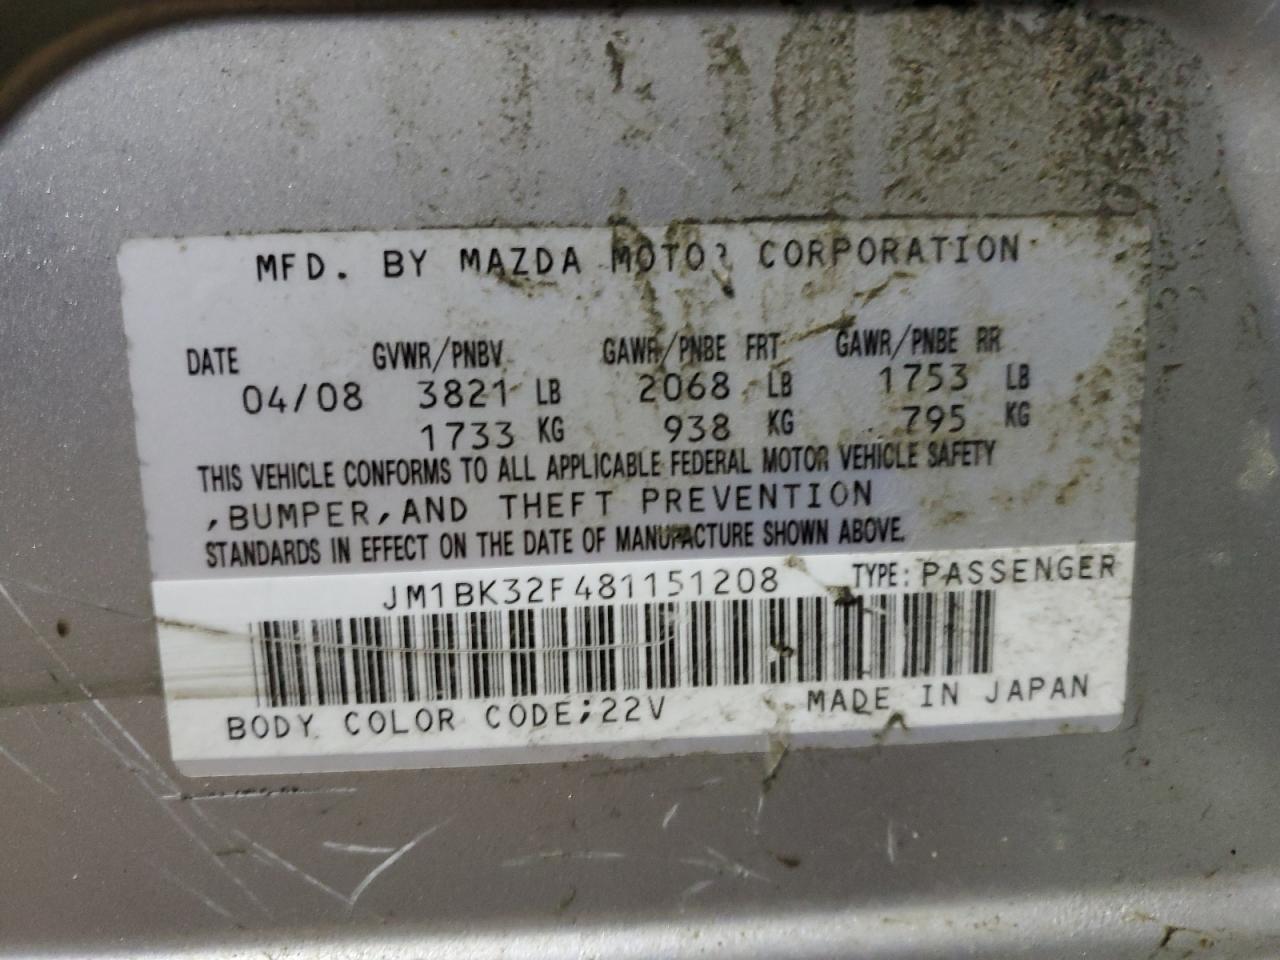 MFD. BY MAZDA MOTOR CORPORATION
DATE GVWR/PNBV GAWR/PNBE FRT GAWR/PNBE RR
04/08 3821 LB 2068 LB 1753 LB
1733 KG 938 KG 795 KG
THIS VEHICLE CONFORMS TO ALL APPLICABLE FEDERAL MOTOR VEHICLE SAFETY
,BUMPER,AND THEFT PREVENTION
STANDARDS IN EFFECT ON THE DATE OF MANUFACTURE SHOWN ABOVE.
JM1BK32F481151208 TYPE:PASSENGER
BODY COLOR CODE;22V MADE IN JAPAN